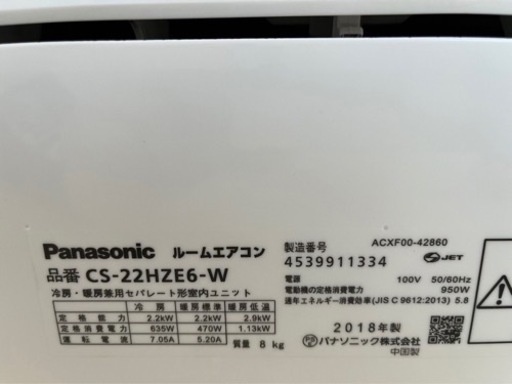 Panasonic ルームエアコン
品番 CS-22HZE6-W
冷房・暖房兼用セパレート形室内ユニット
冷房 暖房標準 暖房低温
定格能力 2.2kW 2.2kW 2.9kW
定格消費電力 635W 470W 1.13kW
運転電流 7.05A 5.20A
質量 8 kg
製造番号 ACXF00-42860
4539911334 JET
電源 100V 50/60Hz
電動機の定格消費電力 950W
通年エネルギー消費効率(JIS C 9612:2013) 5.8
2018年製
パナソニック株式会社
中国製